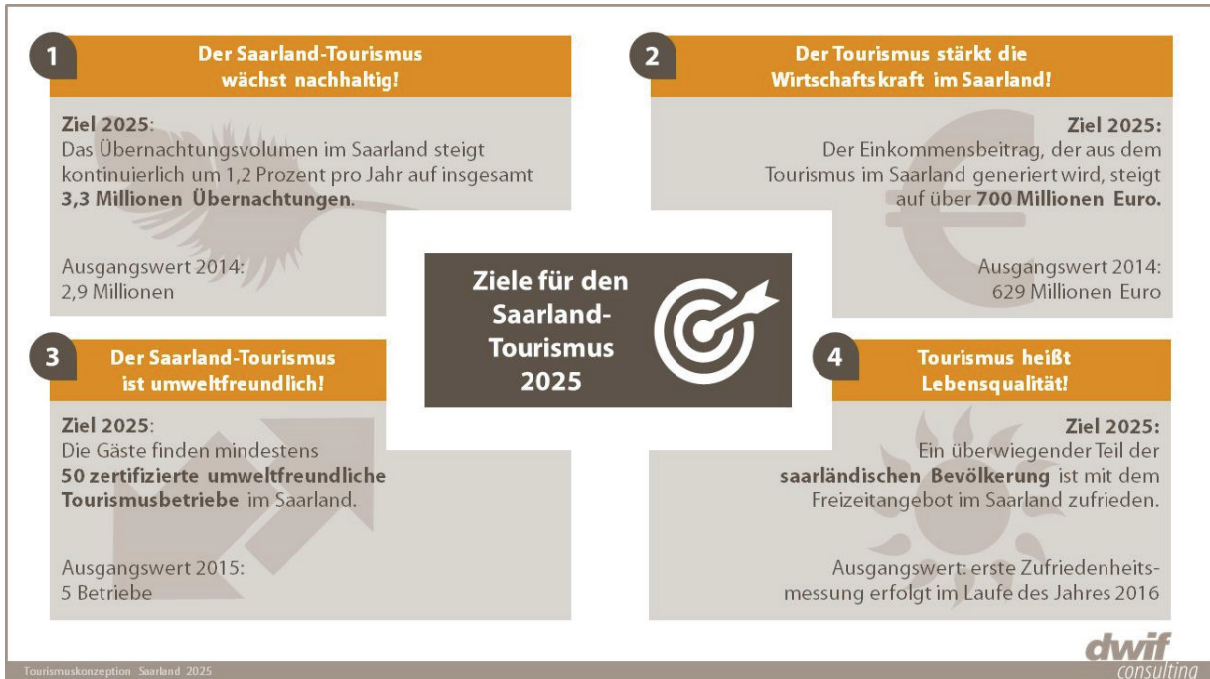 1
Der Saarland-Tourismus
wächst nachhaltig!
Ziel 2025:
Das Übernachtungsvolumen im Saarland steigt
kontinuierlich um 1,2 Prozent pro Jahr auf insgesamt
3,3 Millionen Übernachtungen.
Ausgangswert 2014:
2,9 Millionen
2
Der Tourismus stärkt die
Wirtschaftskraft im Saarland!
Ziel 2025:
Der Einkommensbeitrag, der aus dem
Tourismus im Saarland generiert wird, steigt
auf über 700 Millionen Euro.
Ausgangswert 2014:
629 Millionen Euro
Ziele für den
Saarland-
Tourismus
2025
3
Der Saarland-Tourismus
ist umweltfreundlich!
Ziel 2025:
Die Gäste finden mindestens
50 zertifizierte umweltfreundliche
Tourismusbetriebe im Saarland.
Ausgangswert 2015:
5 Betriebe
4
Tourismus heißt
Lebensqualität!
Ziel 2025:
Ein überwiegender Teil der
saarländischen Bevölkerung ist mit dem
Freizeitangebot im Saarland zufrieden.
Ausgangswert: erste Zufriedenheits-
messung erfolgt im Laufe des Jahres 2016
Tourismuskonzeption Saarland 2025
dwif
consulting